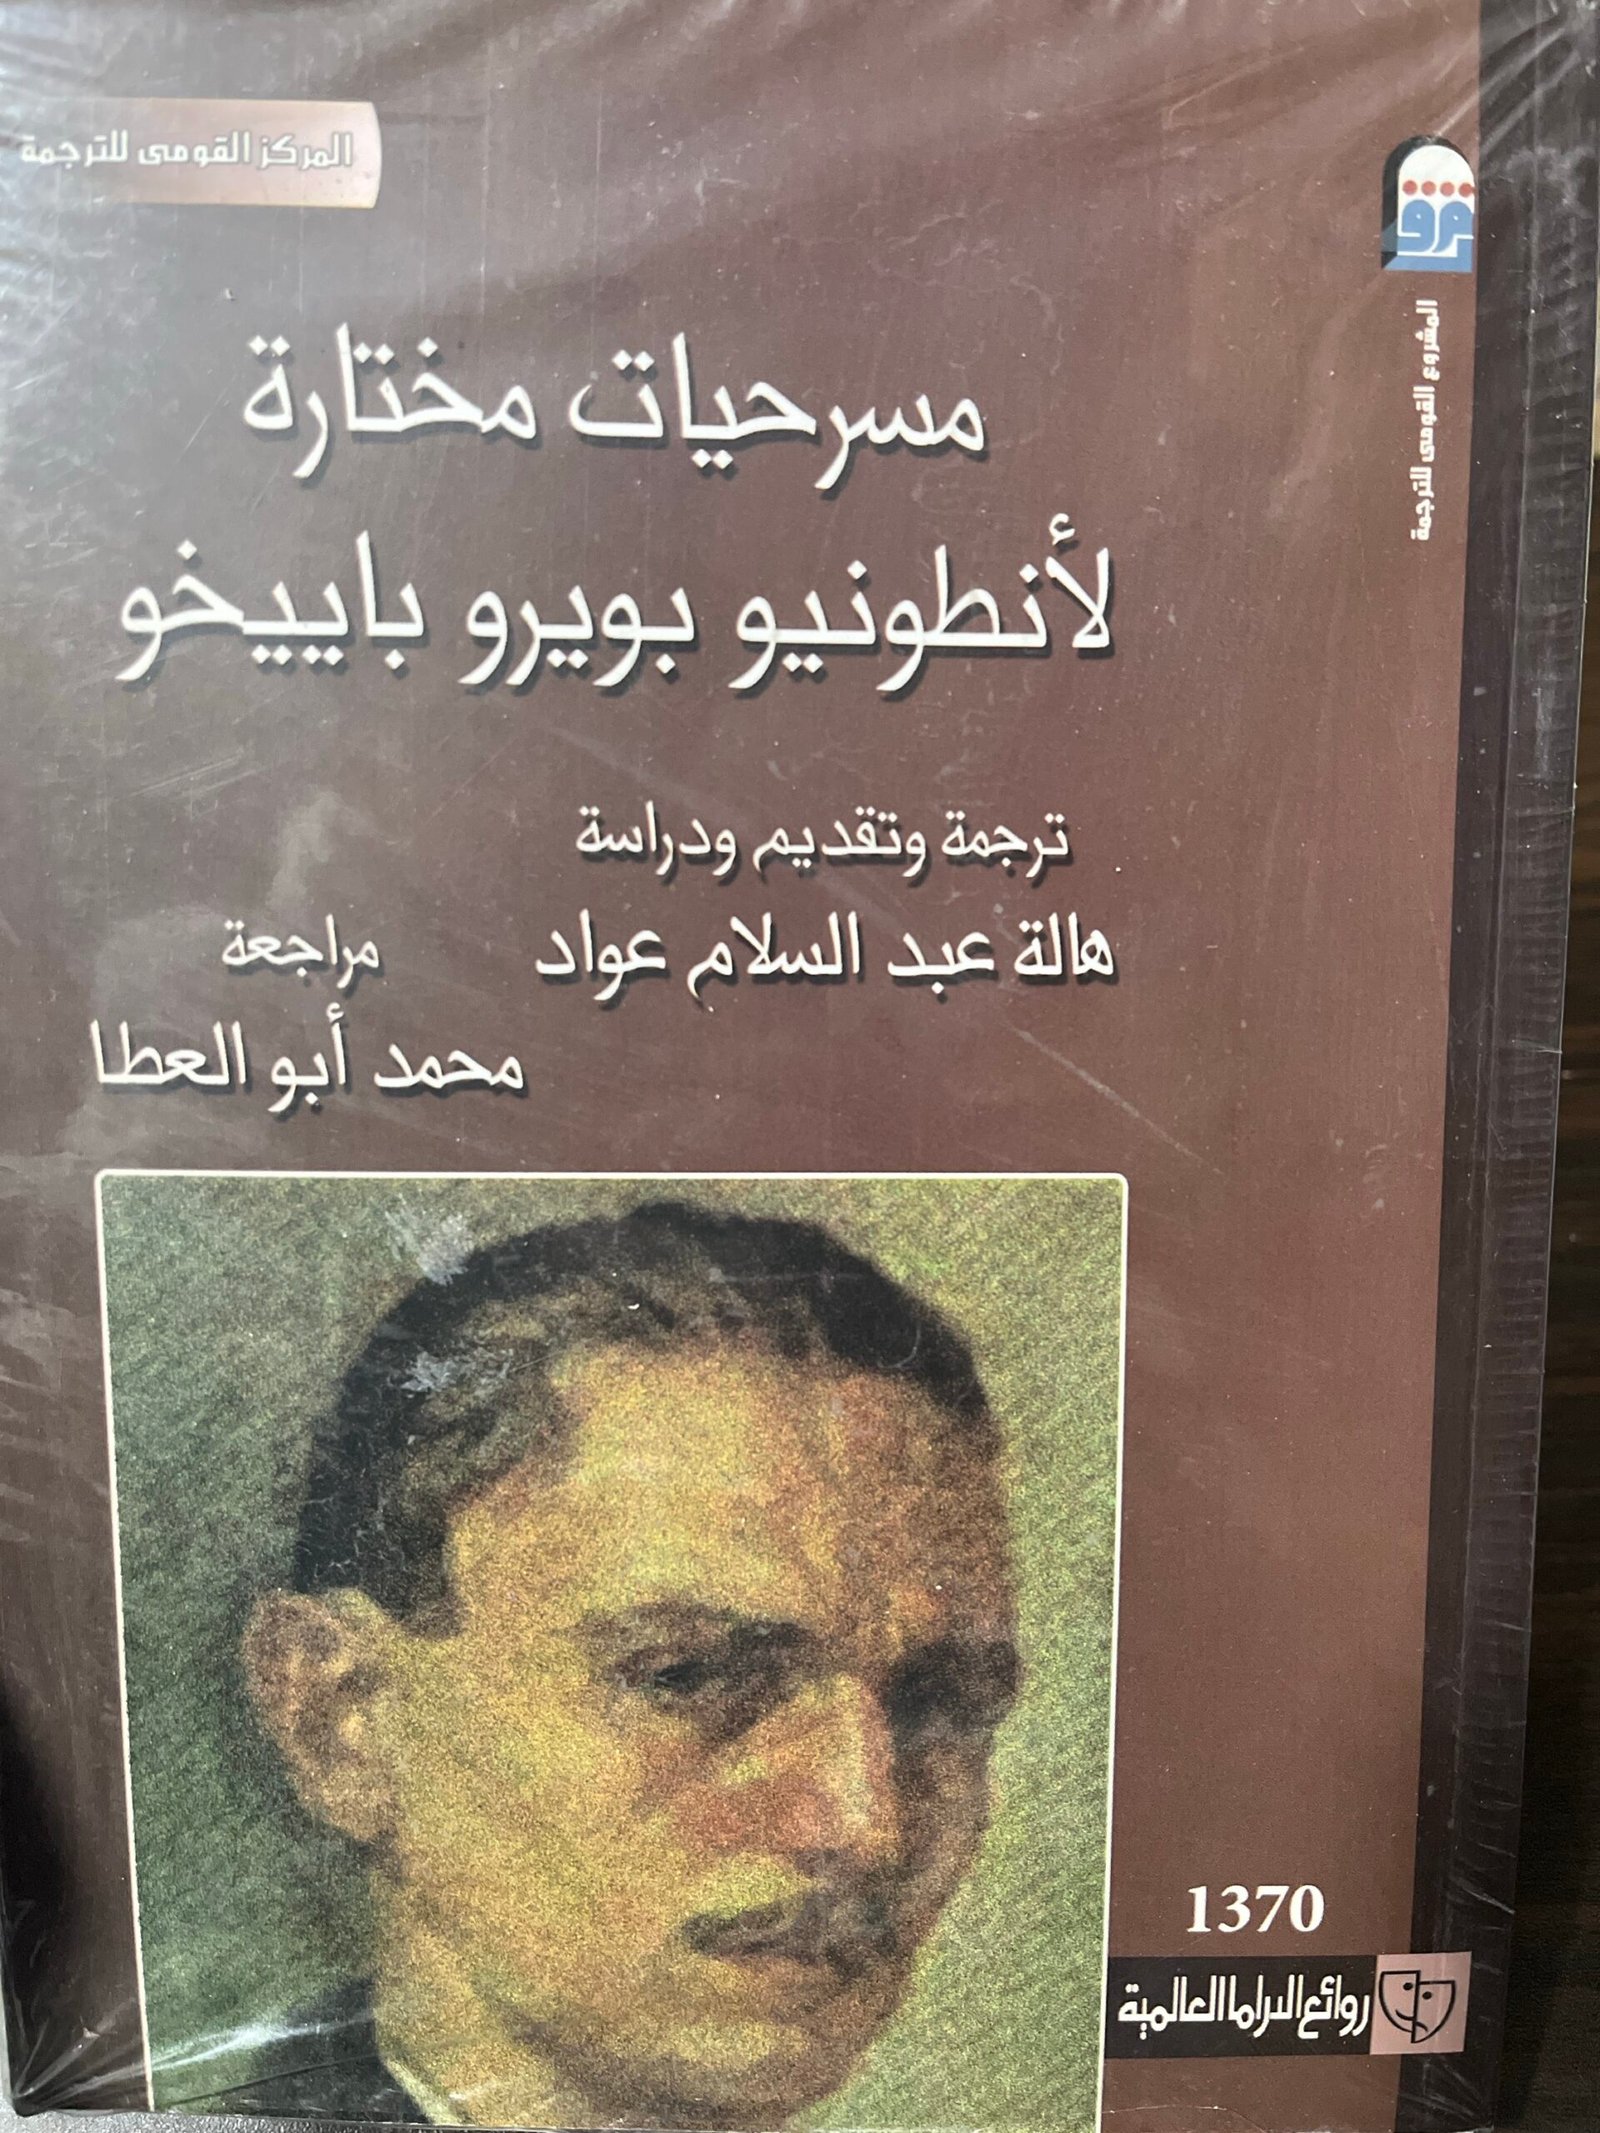 المركز القومى للترجمة
المشروع القومى للترجمة
مسرحيات مختارة
لأنطونيو بويرو باييخو
ترجمة وتقديم ودراسة
هالة عبد السلام عواد
مراجعة
محمد أبو العطا
1370
روائع الدراما العالمية